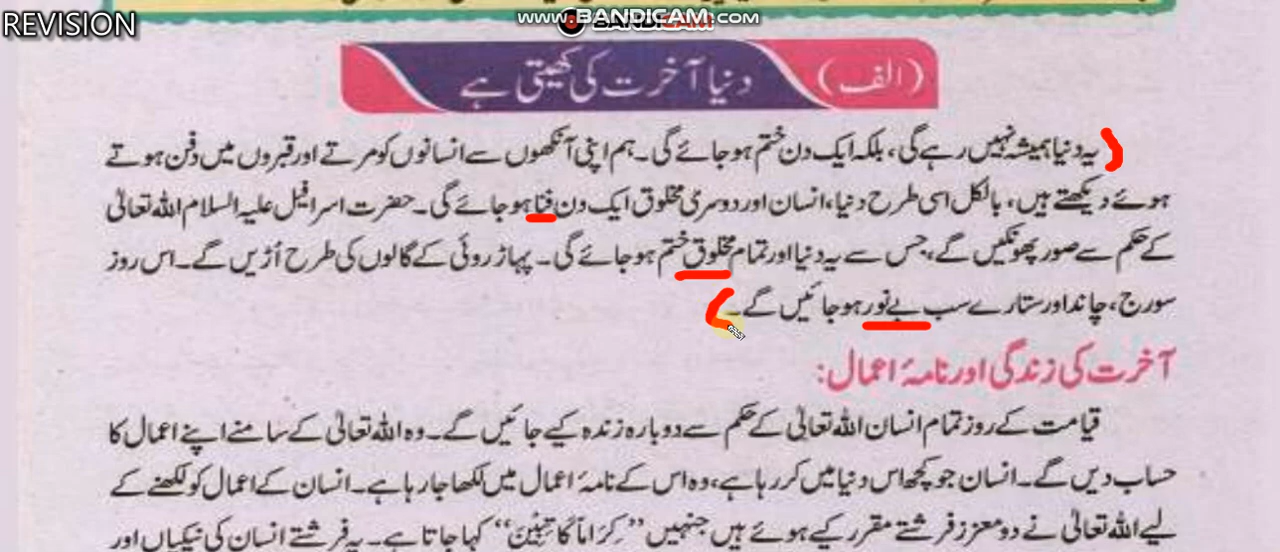 REVISION
www.BANDICAM.com
(الف) دنیا آخرت کی کھیتی ہے
یہ دنیا ہمیشہ نہیں رہے گی، بلکہ ایک دن ختم ہو جائے گی۔ ہم اپنی آنکھوں سے انسانوں کو مرتے اور قبروں میں دفن ہوتے
ہوئے دیکھتے ہیں، بالکل اسی طرح دنیا، انسان اور دوسری مخلوق ایک دن فنا ہو جائے گی۔ حضرت اسرافیل علیہ السلام اللہ تعالیٰ
کے حکم سے صور پھونکیں گے، جس سے یہ دنیا اور تمام مخلوق ختم ہو جائے گی۔ پہاڑ روئی کے گالوں کی طرح اُڑیں گے۔ اس روز
سورج، چاند اور ستارے سب بے نور ہو جائیں گے۔
آخرت کی زندگی اور نامۂ اعمال:
قیامت کے روز تمام انسان اللہ تعالیٰ کے حکم سے دوبارہ زندہ کیے جائیں گے۔ وہ اللہ تعالیٰ کے سامنے اپنے اعمال کا
حساب دیں گے۔ انسان جو کچھ اس دنیا میں کر رہا ہے، وہ اس کے نامۂ اعمال میں لکھا جا رہا ہے۔ انسان کے اعمال کو لکھنے کے
لیے اللہ تعالیٰ نے دو معزز فرشتے مقرر کیے ہوئے ہیں جنہیں ”کِرَامًا کَاتِبِیْنَ“ کہا جاتا ہے۔ یہ فرشتے انسان کی نیکیاں اور